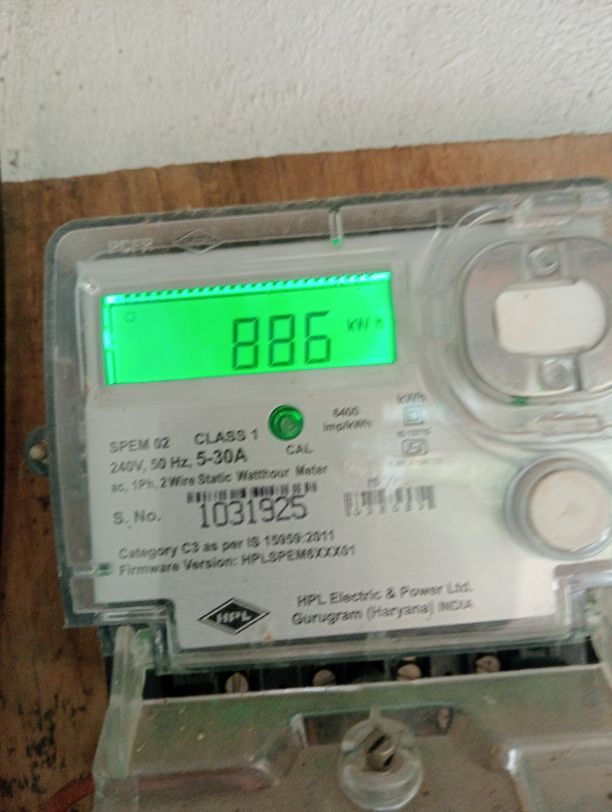 886 kWh
SPEM 02 CLASS 1
240V, 50 Hz, 5-30A
CAL
6400
imp/kWh
kWh
ac, 1Ph, 2Wire Static Watthour Meter
S. No. 1031925
Category C3 as per IS 15959:2011
Firmware Version: HPLSPEM6XXX01
HPL
HPL Electric & Power Ltd.
Gurugram (Haryana) INDIA